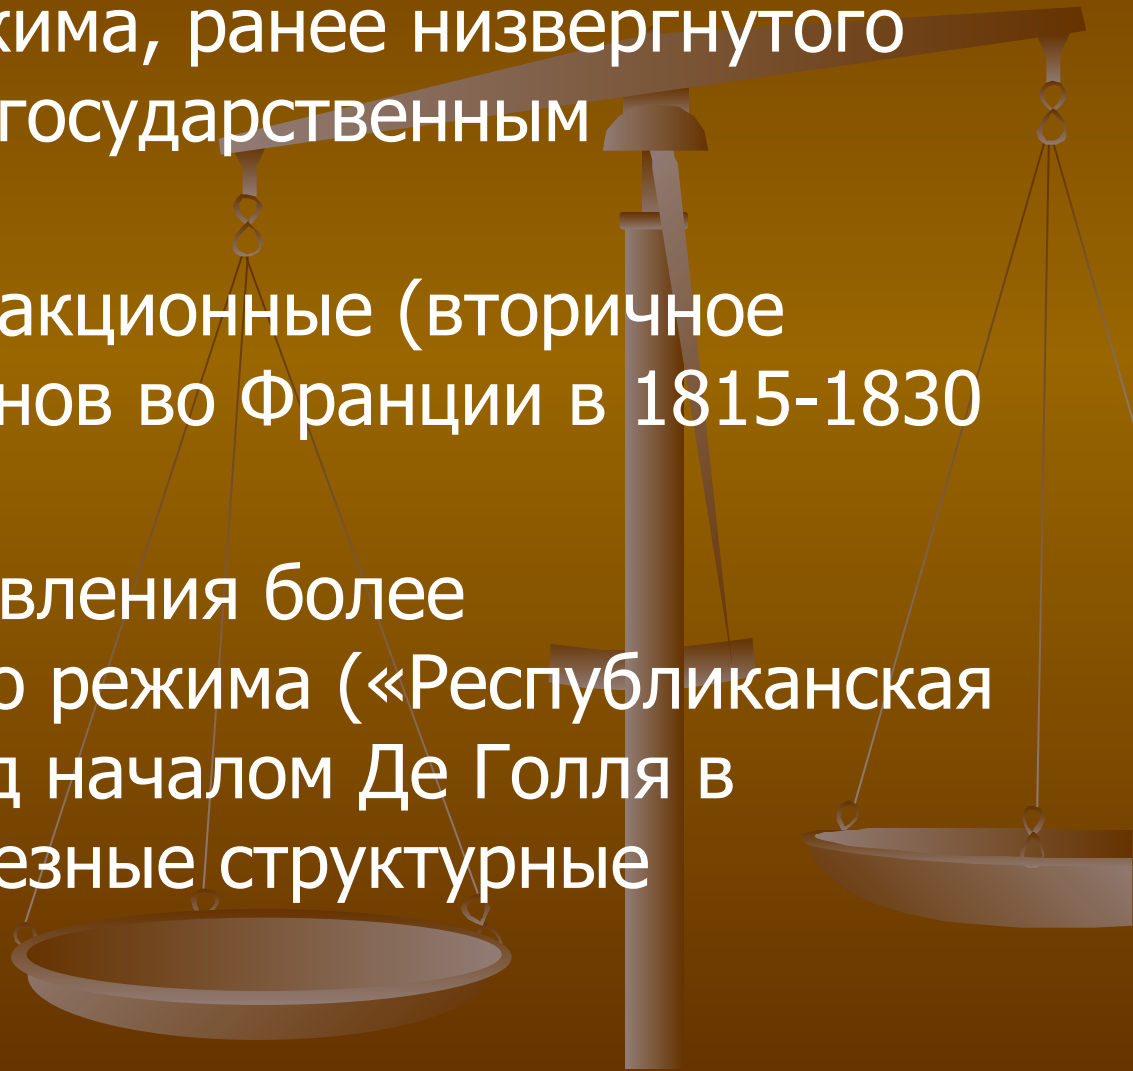 кима, ранее низвергнутого
государственным
акционные (вторичное
нов во Франции в 1815-1830
вления более
о режима («Республиканская
д началом Де Голля в
езные структурные